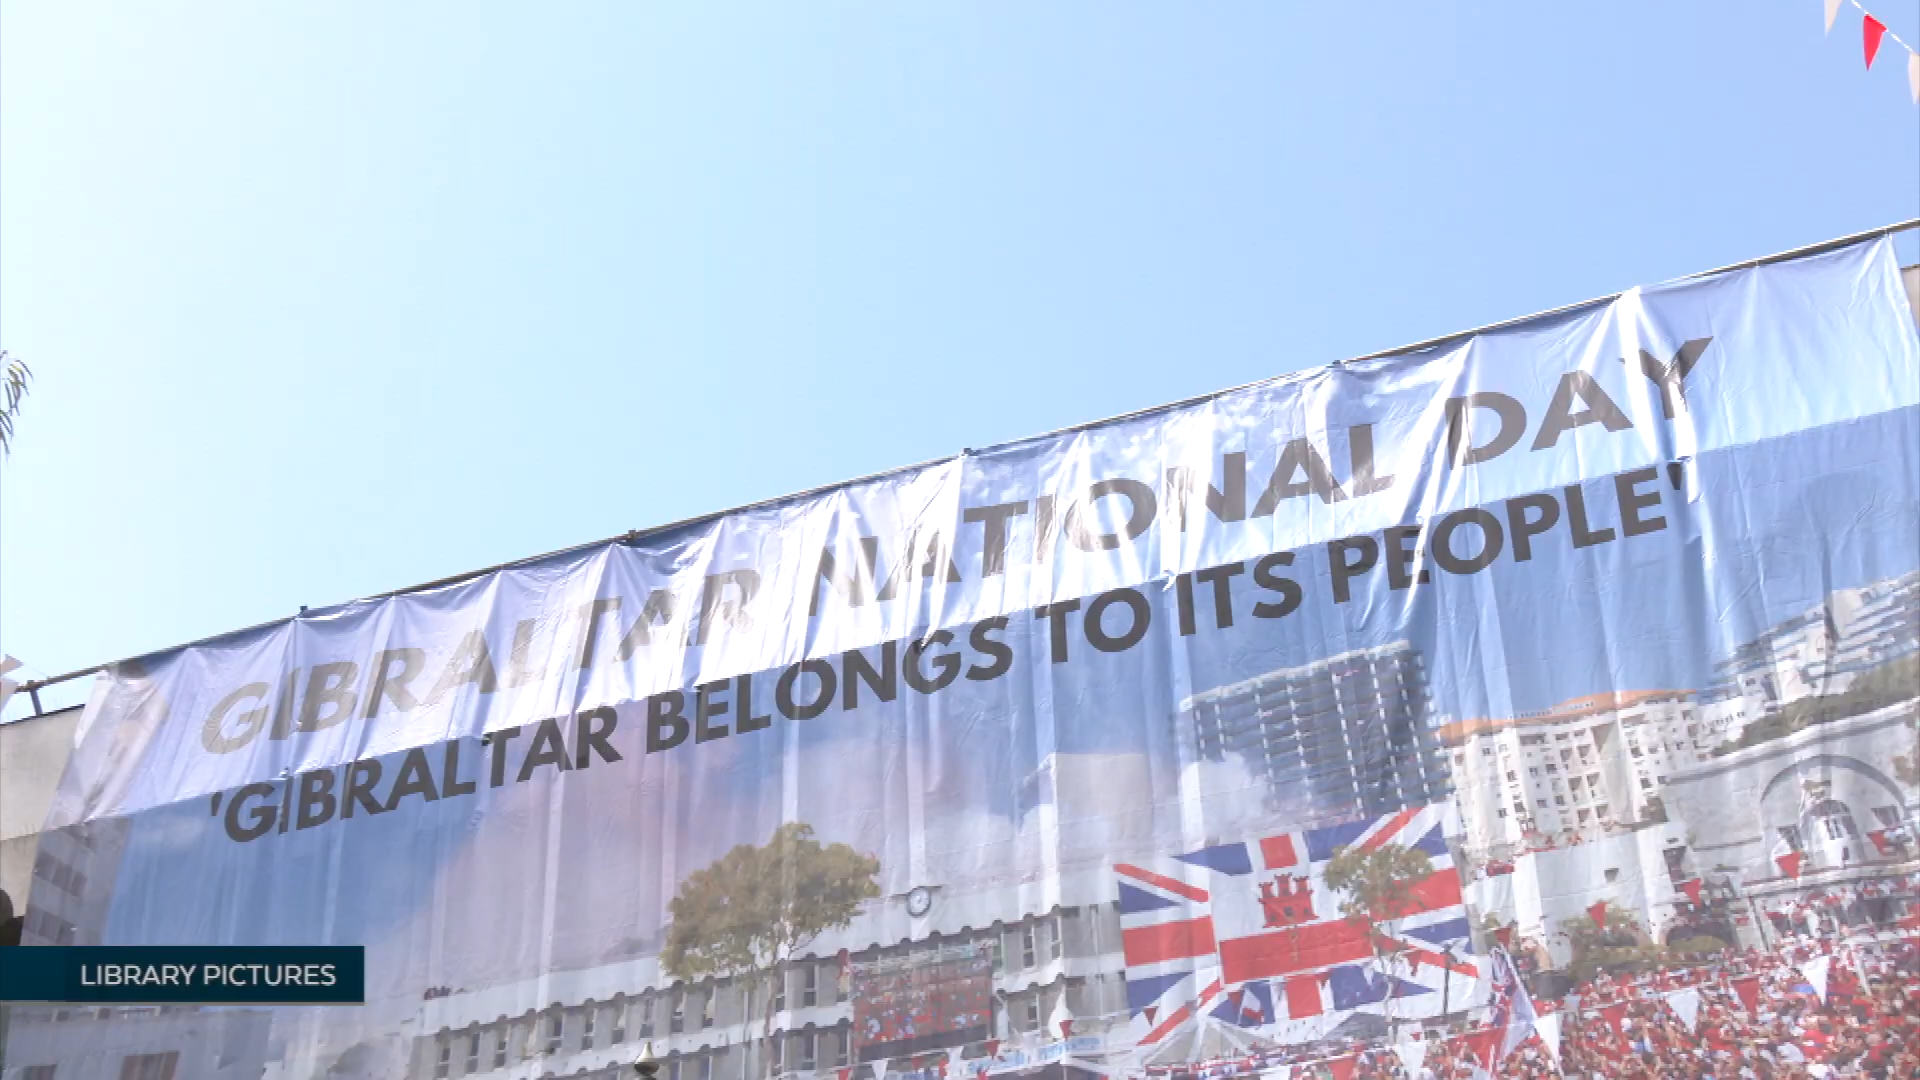 GIBRALTAR NATIONAL DAY
'GIBRALTAR BELONGS TO ITS PEOPLE'
LIBRARY PICTURES